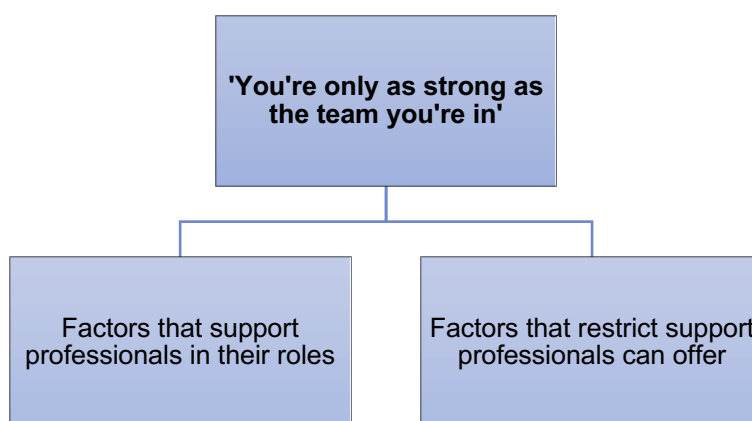 'You're only as strong as
the team you're in'
Factors that support
professionals in their roles
Factors that restrict support
professionals can offer